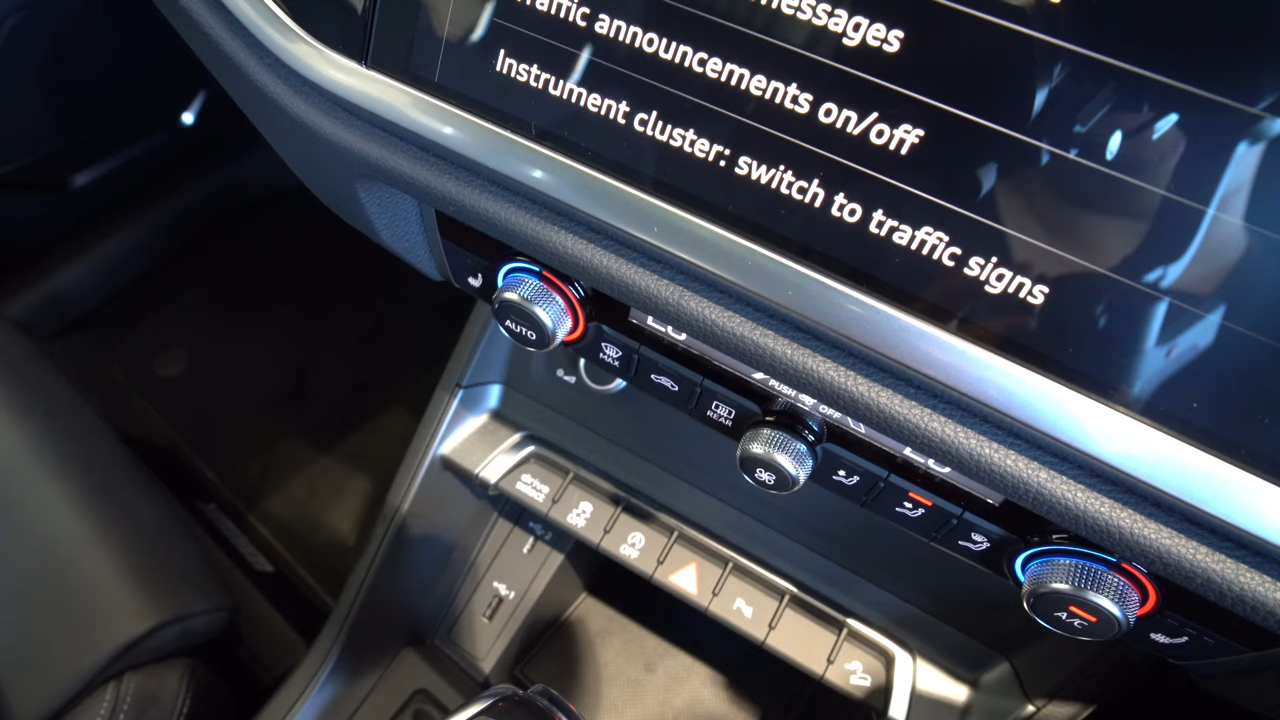 messages
Traffic announcements on/off
Instrument cluster: switch to traffic signs
AUTO
MAX
REAR
PUSH OFF
A/C
drive
select
OFF
OFF